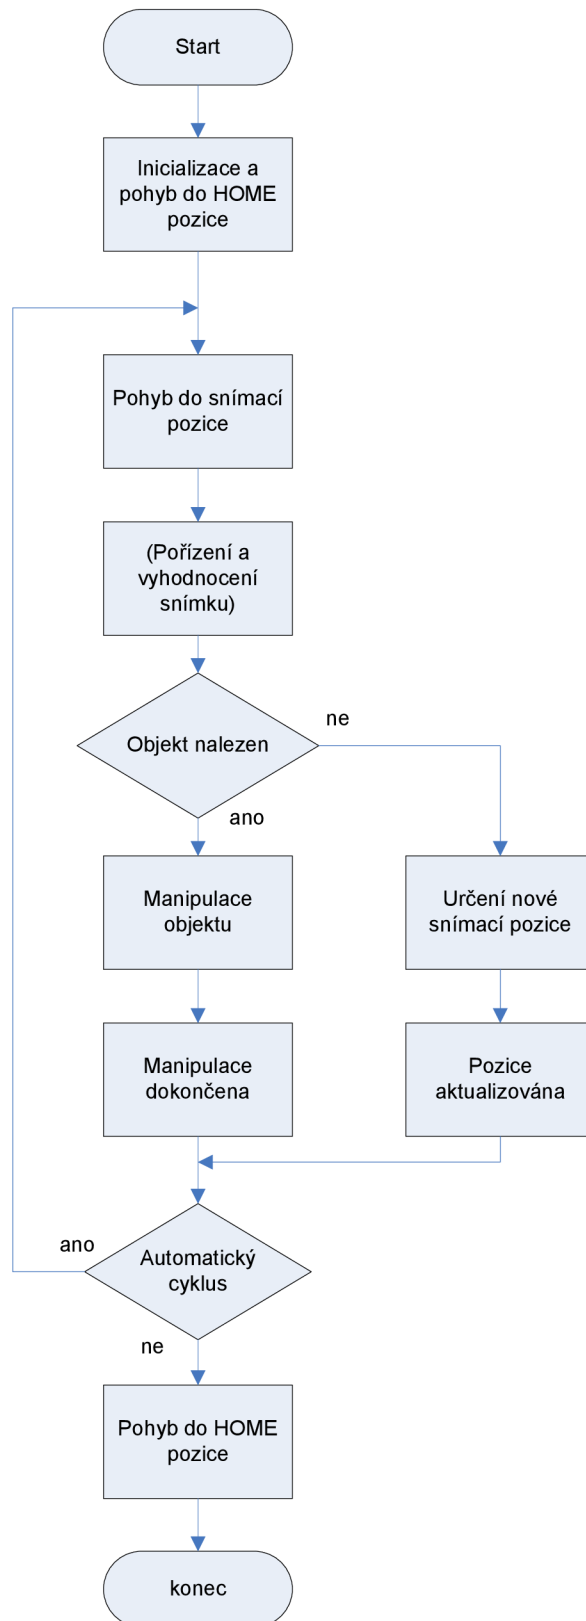 Start
Inicializace a
pohyb do HOME
pozice
Pohyb do snímací
pozice
(Pořízení a
vyhodnocení
snímku)
Objekt nalezen
ne
ano
Manipulace
objektu
Určení nové
snímací pozice
Manipulace
dokončena
Pozice
aktualizována
ano
Automatický
cyklus
ne
Pohyb do HOME
pozice
konec